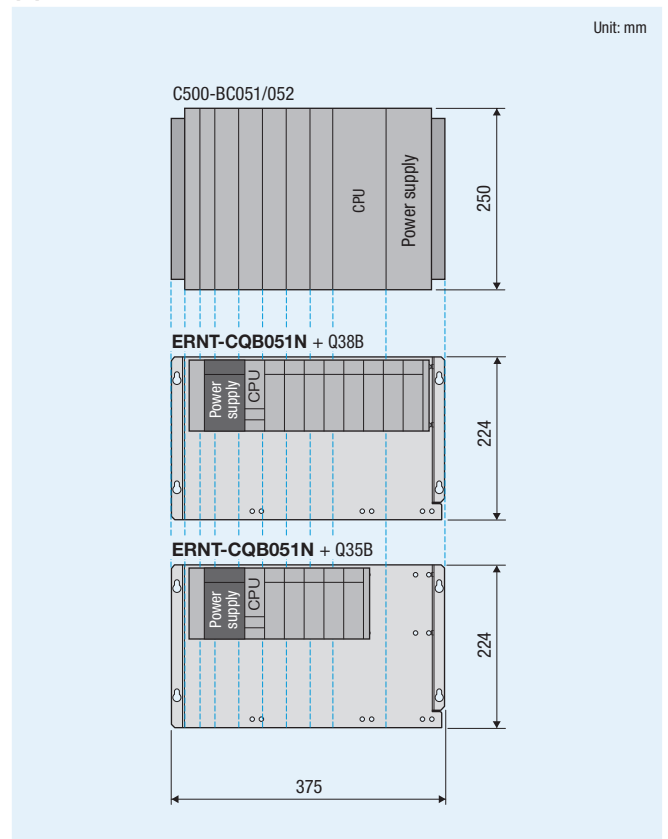 Unit: mm
C500-BC051/052
CPU
Power supply
250
ERNT-CQB051N + Q38B
Power
supply
CPU
224
ERNT-CQB051N + Q35B
Power
supply
CPU
224
375